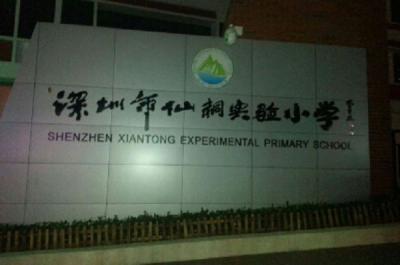 深圳市仙桐实验小学
SHENZHEN XIANTONG EXPERIMENTAL PRIMARY SCHOOL